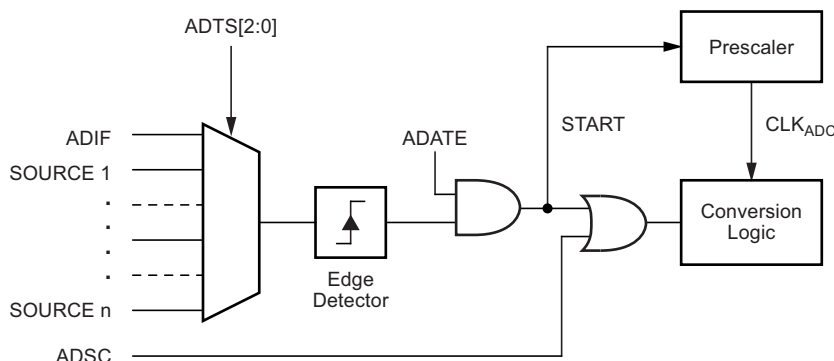 ADTS[2:0]
Prescaler
START
CLKADC
ADIF
ADATE
SOURCE 1
.
.
.
.
Conversion
Logic
Edge
Detector
SOURCE n
ADSC